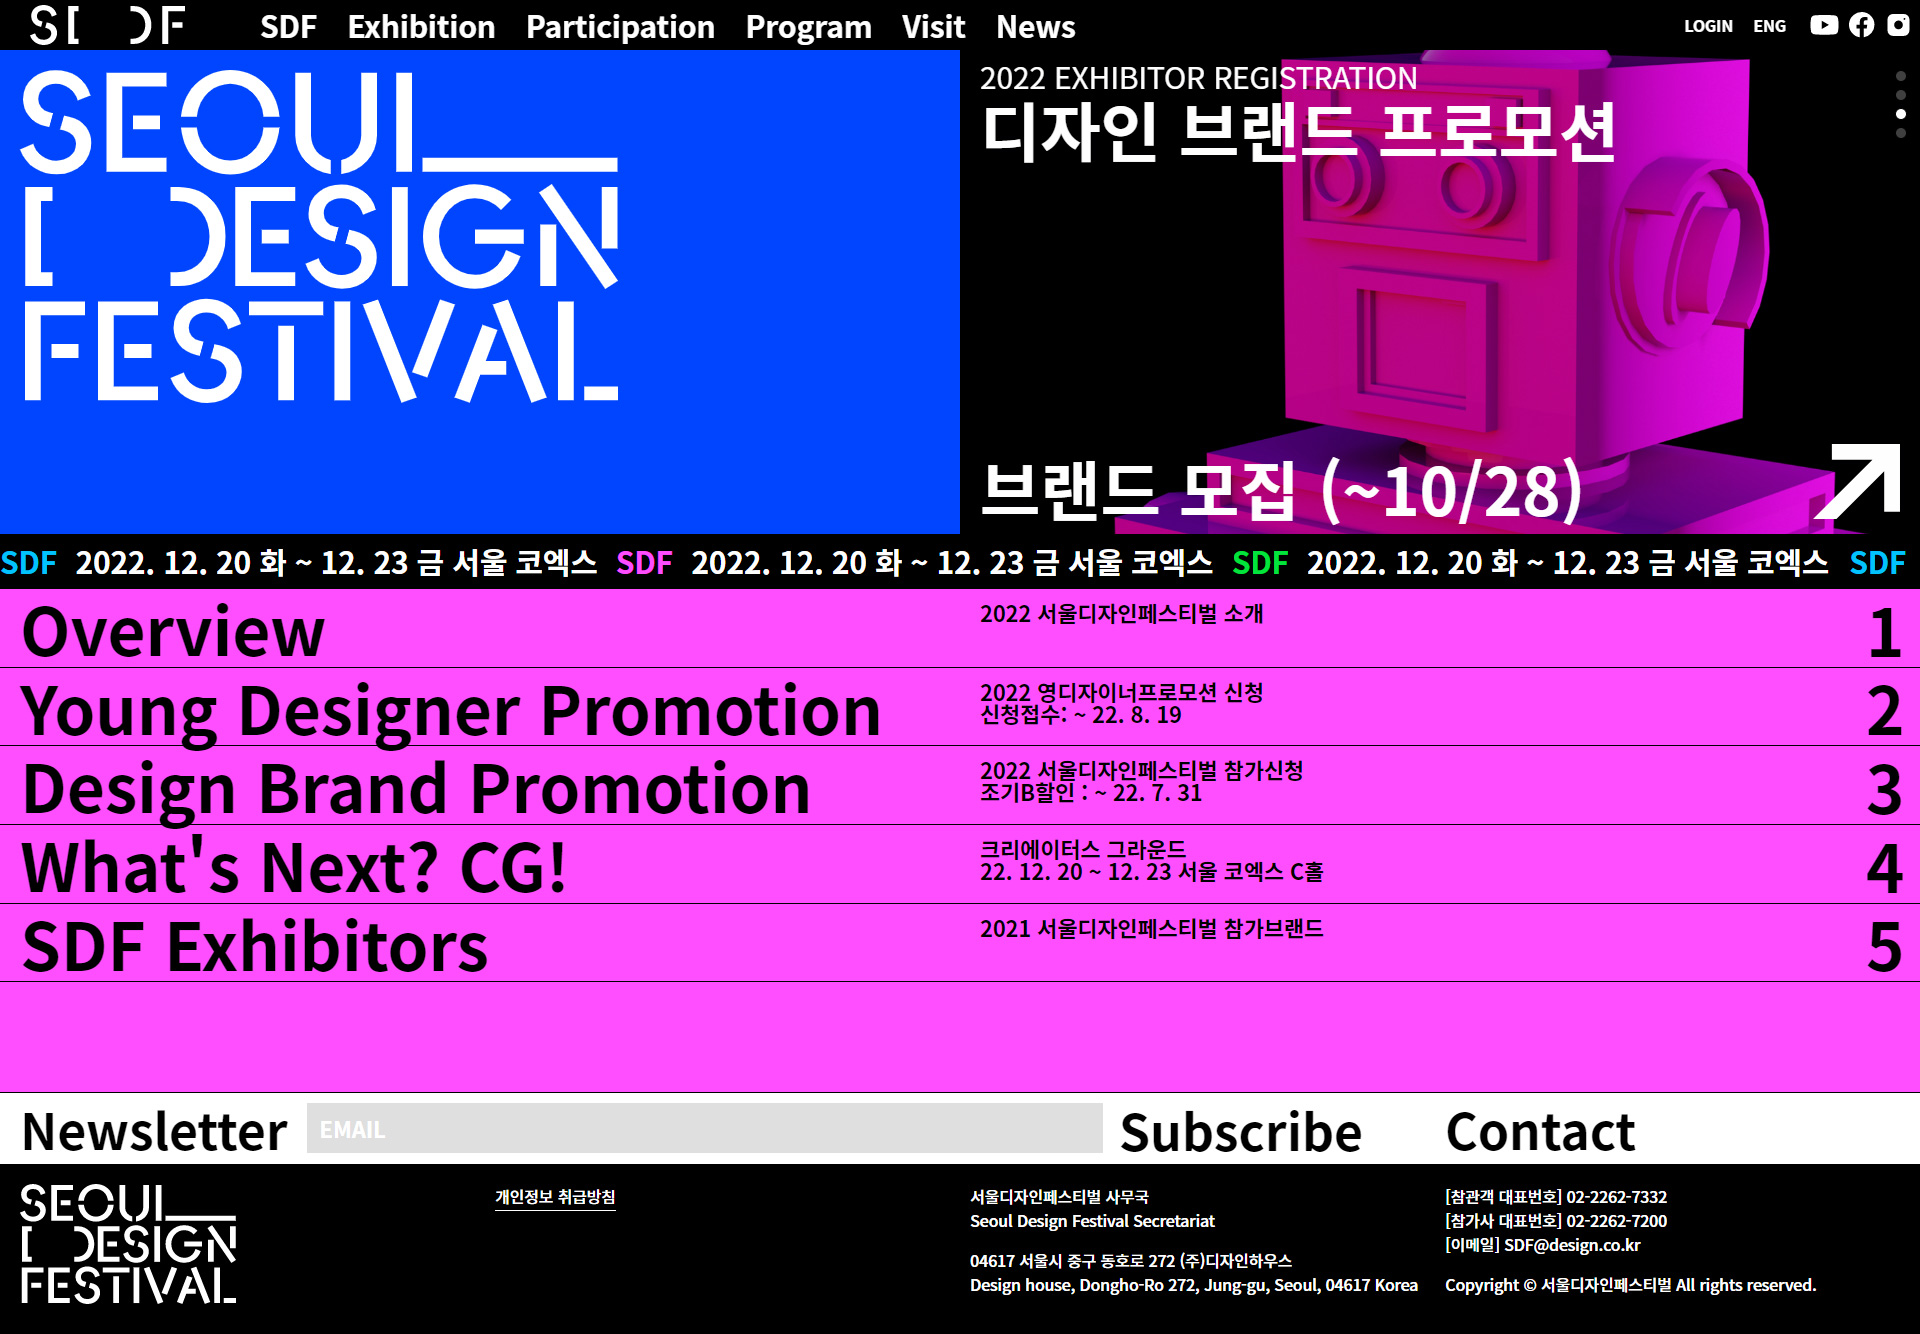 SDF
SDF Exhibition Participation Program Visit News
LOGIN ENG
SEOUL
DESIGN
FESTIVAL
2022 EXHIBITOR REGISTRATION
디자인 브랜드 프로모션
브랜드 모집 (~10/28)
SDF 2022. 12. 20 화 ~ 12. 23 금 서울 코엑스 SDF 2022. 12. 20 화 ~ 12. 23 금 서울 코엑스 SDF 2022. 12. 20 화 ~ 12. 23 금 서울 코엑스 SDF
Overview
2022 서울디자인페스티벌 소개
1
Young Designer Promotion
2022 영디자이너프로모션 신청
신청접수: ~ 22. 8. 19
2
Design Brand Promotion
2022 서울디자인페스티벌 참가신청
조기B할인 : ~ 22. 7. 31
3
What's Next? CG!
크리에이터스 그라운드
22. 12. 20 ~ 12. 23 서울 코엑스 C홀
4
SDF Exhibitors
2021 서울디자인페스티벌 참가브랜드
5
Newsletter
EMAIL
Subscribe
Contact
SEOUL
DESIGN
FESTIVAL
개인정보 취급방침
서울디자인페스티벌 사무국
Seoul Design Festival Secretariat
04617 서울시 중구 동호로 272 (주)디자인하우스
Design house, Dongho-Ro 272, Jung-gu, Seoul, 04617 Korea
[참관객 대표번호] 02-2262-7332
[참가사 대표번호] 02-2262-7200
[이메일] SDF@design.co.kr
Copyright © 서울디자인페스티벌 All rights reserved.